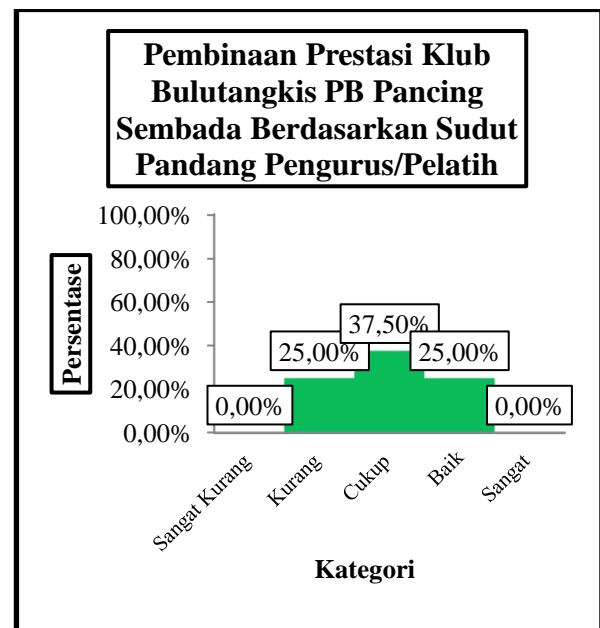 Pembinaan Prestasi Klub
Bulutangkis PB Pancing
Sembada Berdasarkan Sudut
Pandang Pengurus/Pelatih
Persentase
100,00%
80,00%
60,00%
40,00%
20,00%
0,00%
0,00%
25,00%
37,50%
25,00%
0,00%
Sangat Kurang
Kurang
Cukup
Baik
Sangat
Kategori